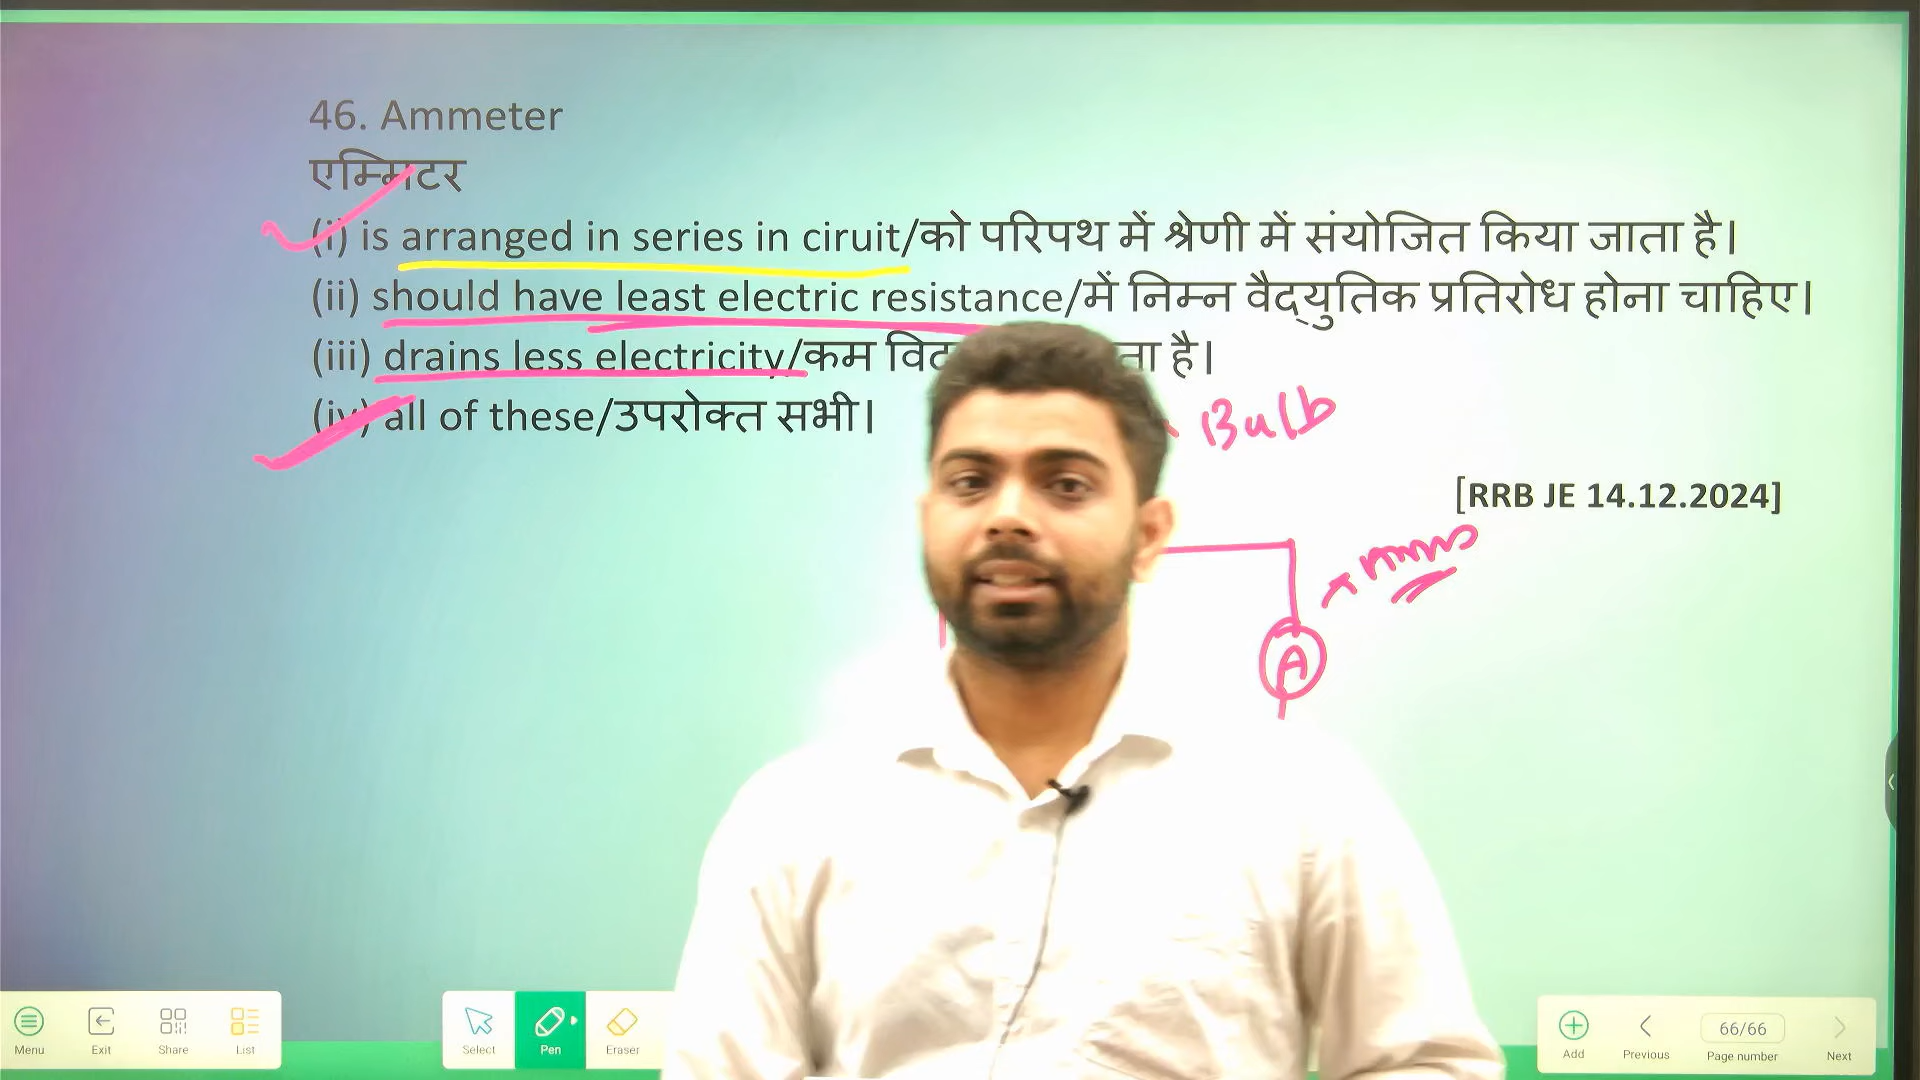 46. Ammeter
एम्मिटर
(i) is arranged in series in ciruit/को परिपथ में श्रेणी में संयोजित किया जाता है।
(ii) should have least electric resistance/में निम्न वैद्युतिक प्रतिरोध होना चाहिए।
(iii) drains less electricity/कम है।
(iv) all of these/उपरोक्त सभी।
Bulb
[RRB JE 14.12.2024]
A
Menu
Exit
Share
List
Select
Pen
Eraser
Add
Previous
66/66
Page number
Next